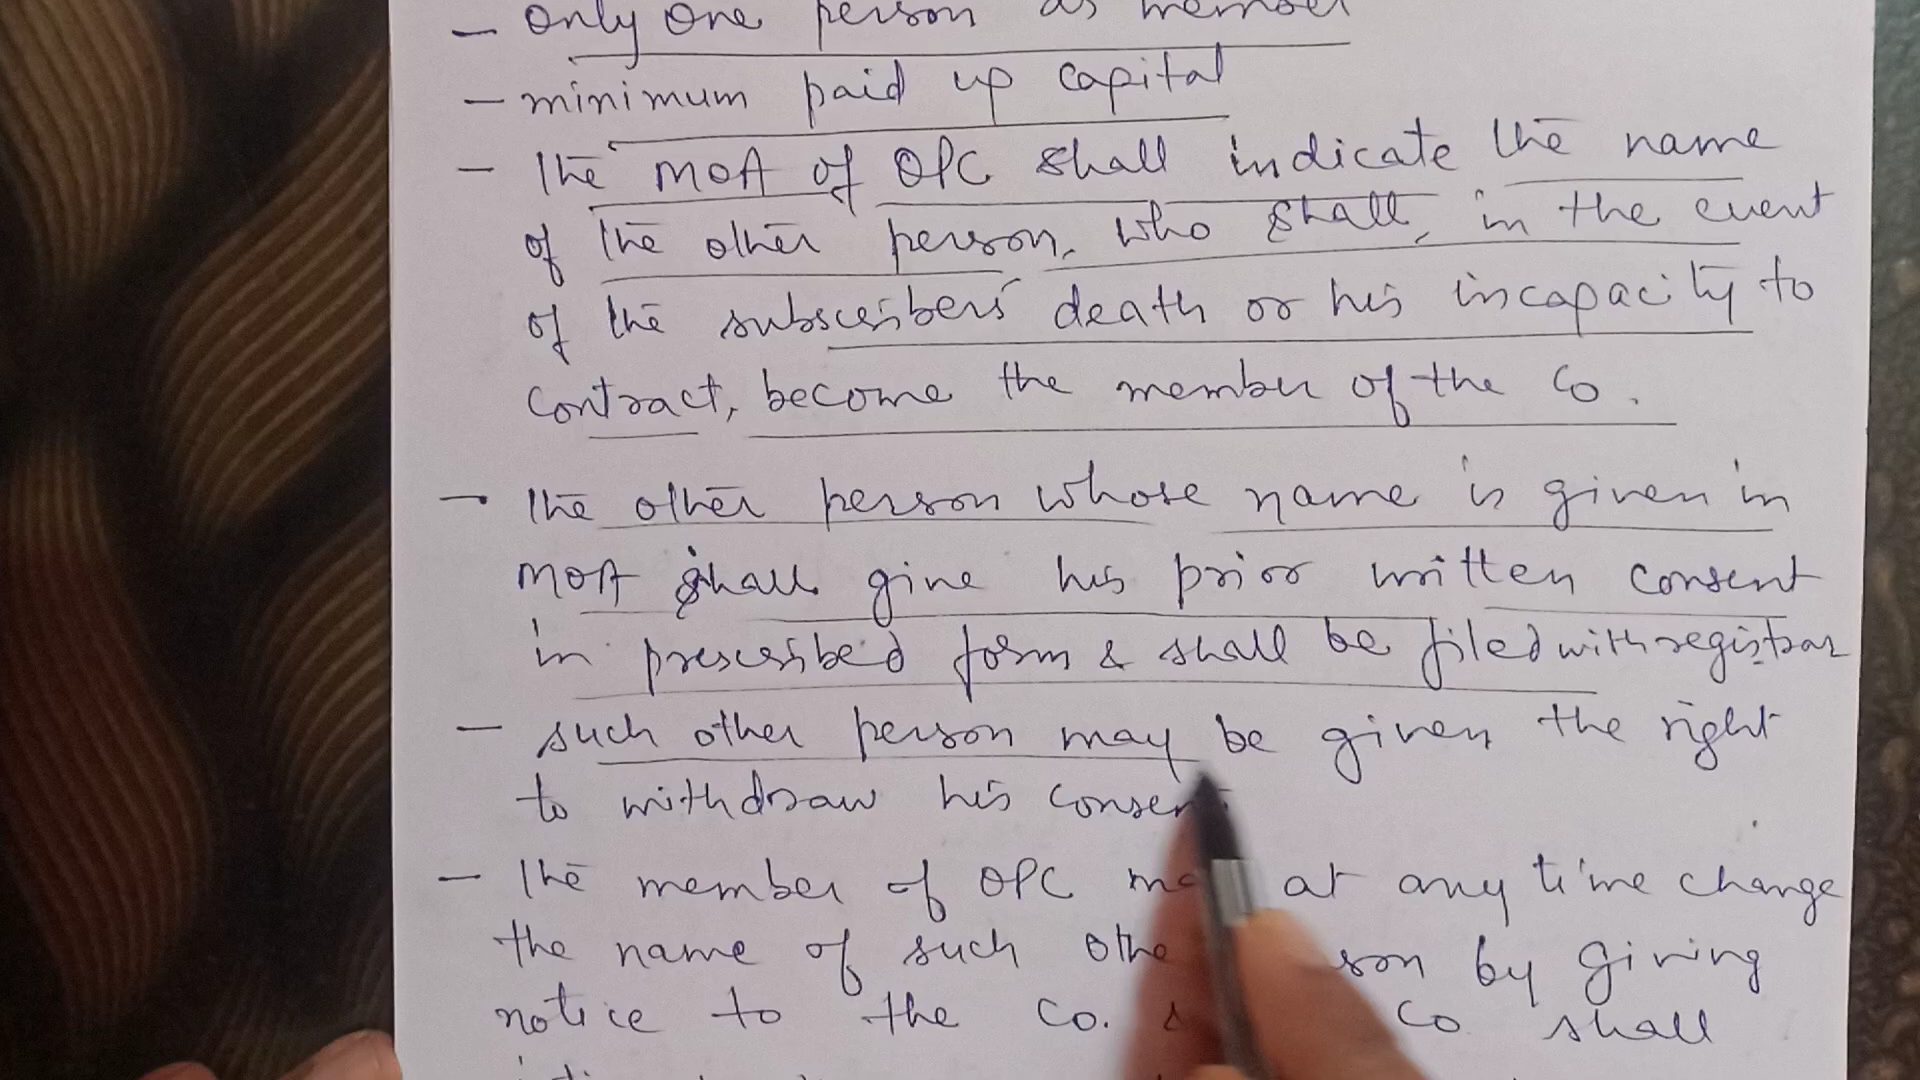 - only one person as member
- minimum paid up capital
- The MOA of OPC shall indicate the name
of the other person, who shall, in the event
of the subscribers' death or his incapacity to
contract, become the member of the Co.
- The other person whose name is given in
MOA shall give his prior written consent
in prescribed form & shall be filed with registrar
- such other person may be given the right
to withdraw his consent
- The member of OPC at any time change
the name of such by giving
notice to the Co. Co shall